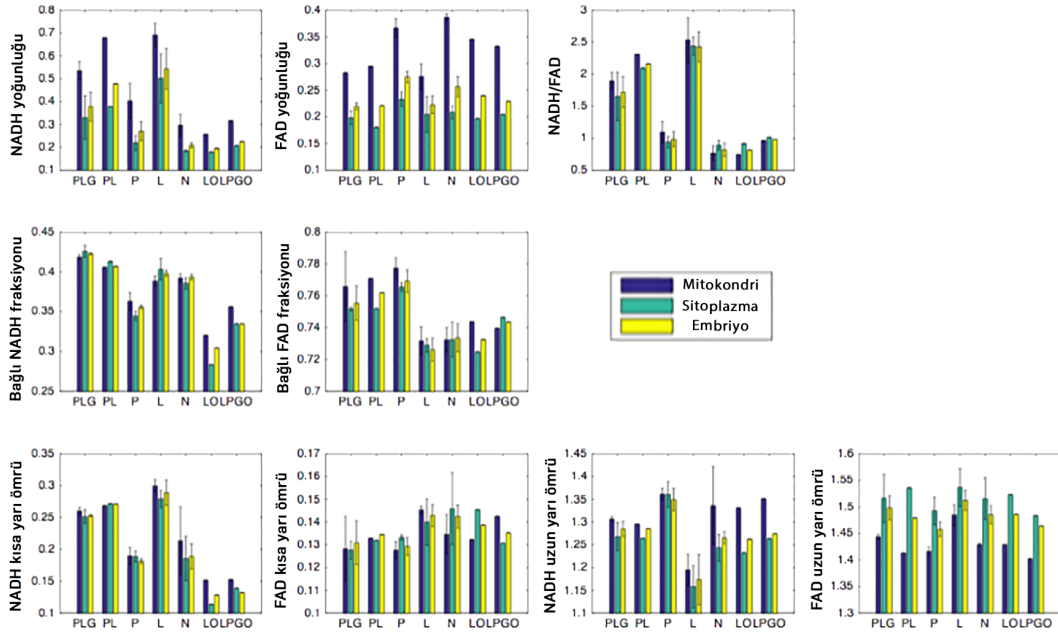 NADH yoğunluğu
0.8
0.7
0.6
0.5
0.4
0.3
0.2
0.1
PLG PL P L N LOLPGO
FAD yoğunluğu
0.4
0.35
0.3
0.25
0.2
0.15
0.1
PLG PL P L N LOLPGO
NADH/FAD
3
2.5
2
1.5
1
0.5
PLG PL P L N LOLPGO
Bağlı NADH fraksiyonu
0.45
0.4
0.35
0.3
0.25
PLG PL P L N LOLPGO
Bağlı FAD fraksiyonu
0.8
0.78
0.76
0.74
0.72
0.7
PLG PL P L N LOLPGO
Mitokondri
Sitoplazma
Embriyo
NADH kısa yarı ömrü
0.35
0.3
0.25
0.2
0.15
0.1
PLG PL P L N LOLPGO
FAD kısa yarı ömrü
0.17
0.16
0.15
0.14
0.13
0.12
0.11
0.1
PLG PL P L N LOLPGO
NADH uzun yarı ömrü
1.45
1.4
1.35
1.3
1.25
1.2
1.15
1.1
PLG PL P L N LOLPGO
FAD uzun yarı ömrü
1.6
1.55
1.5
1.45
1.4
1.35
1.3
PLG PL P L N LOLPGO